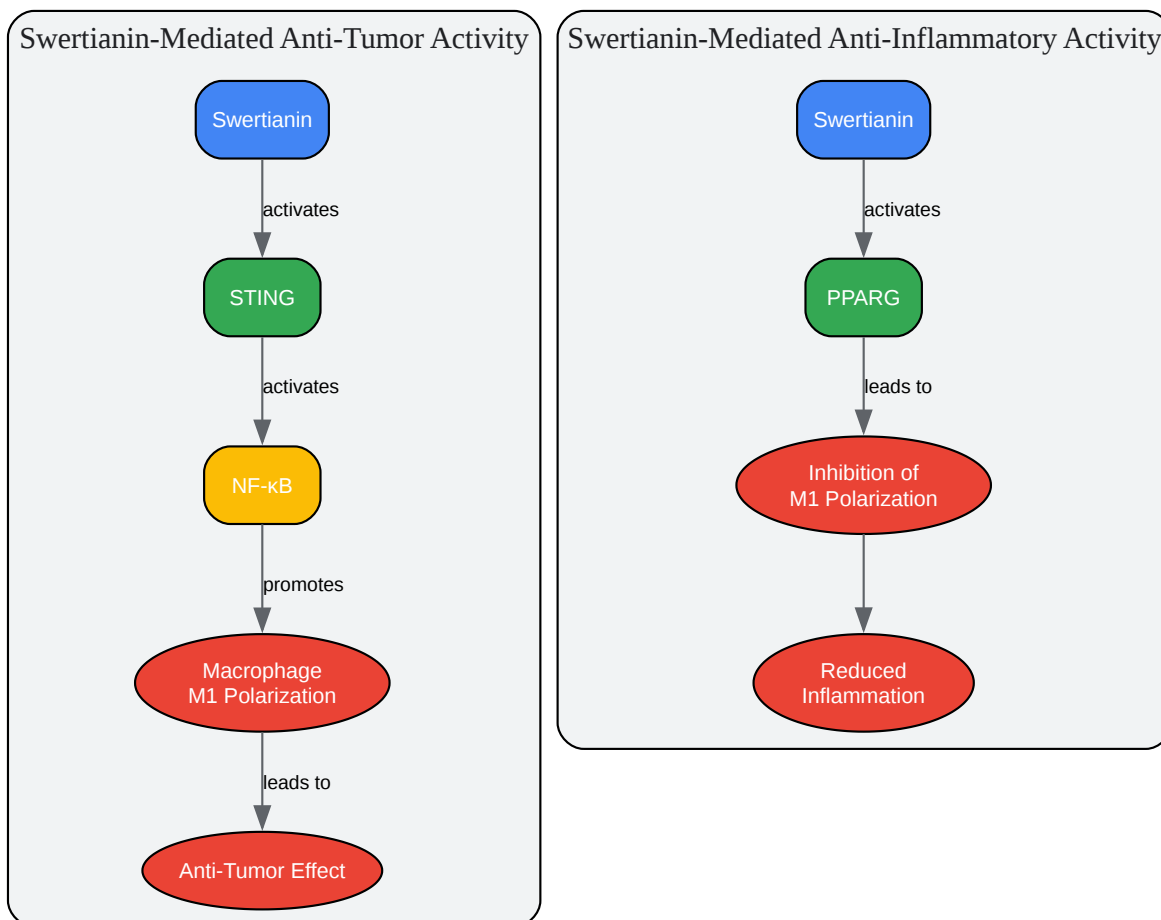 Swertianin-Mediated Anti-Tumor Activity
Swertianin
activates
STING
activates
NF-κB
promotes
Macrophage
M1 Polarization
leads to
Anti-Tumor Effect
Swertianin-Mediated Anti-Inflammatory Activity
Swertianin
activates
PPARG
leads to
Inhibition of
M1 Polarization
Reduced
Inflammation